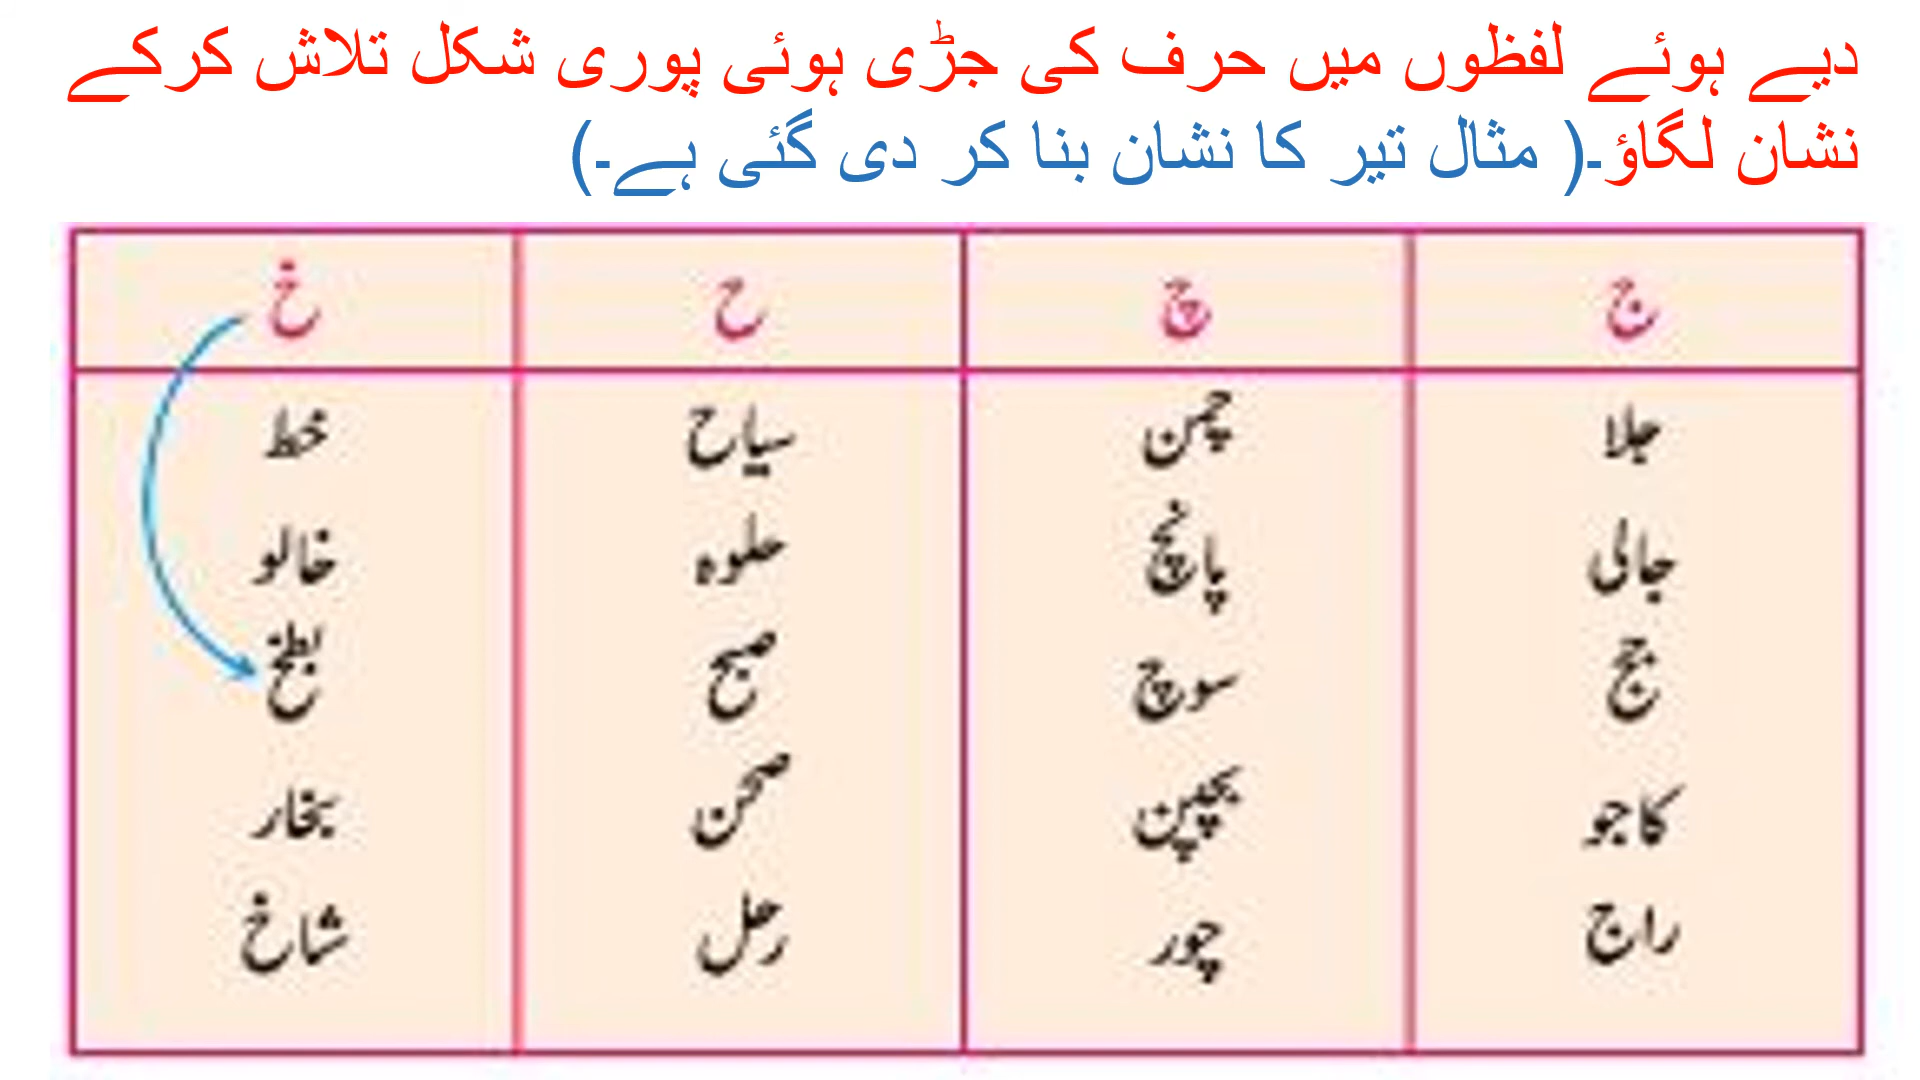 دیے ہوئے لفظوں میں حرف کی جڑی ہوئی پوری شکل تلاش کرکے
نشان لگاؤ۔( مثال تیر کا نشان بنا کر دی گئی ہے۔)
ج چ ح خ
جلا چمن سیاح خط
جالی پانچ حلوہ خالو
جج سوچ صبح بطخ
کاجو بچپن صحن بخار
راج چور رحل شاخ